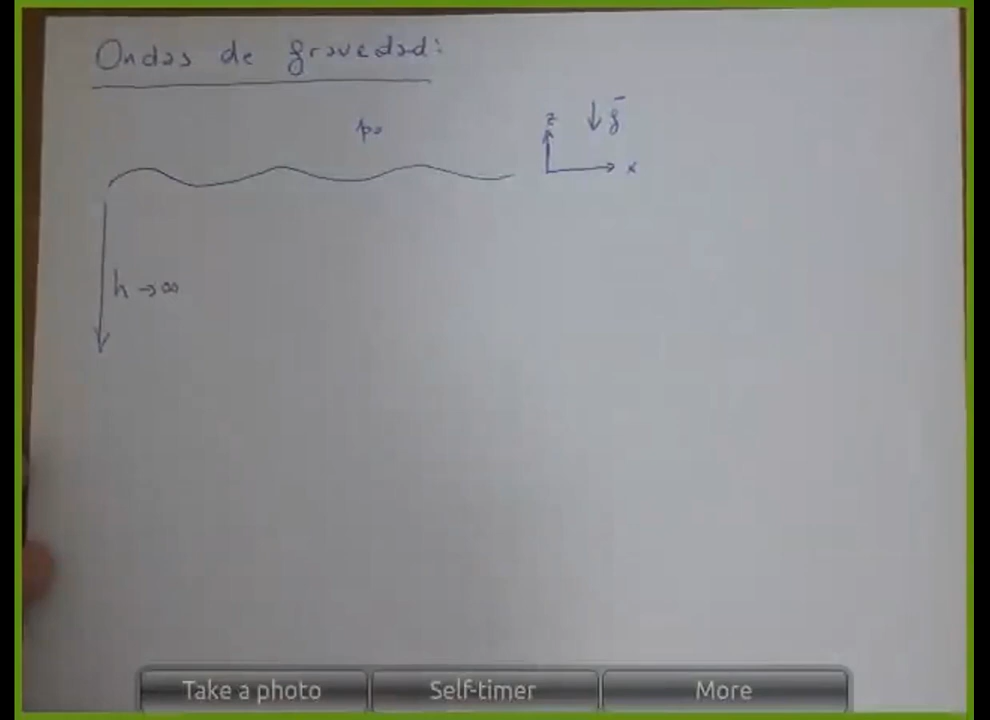 Ondas de gravedad:
p₀
z ↓ ḡ
x
h → ∞
Take a photo Self-timer More